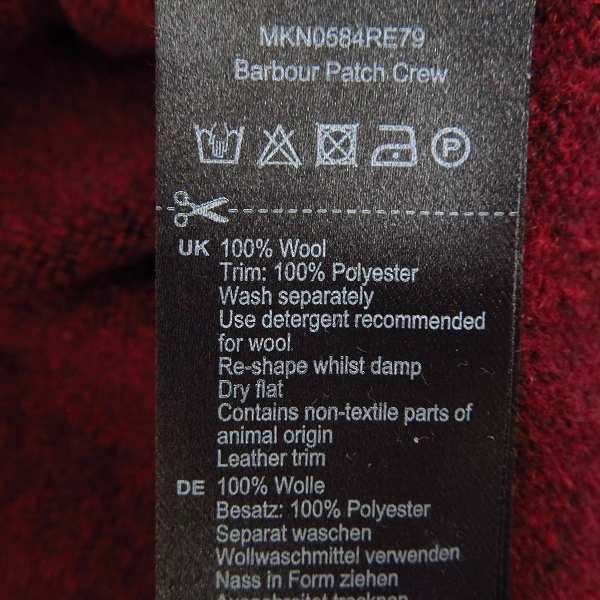 MKN0584RE79
Barbour Patch Crew
P
UK 100% Wool
Trim: 100% Polyester
Wash separately
Use detergent recommended
for wool
Re-shape whilst damp
Dry flat
Contains non-textile parts of
animal origin
Leather trim
DE 100% Wolle
Besatz: 100% Polyester
Separat waschen
Wollwaschmittel verwenden
Nass in Form ziehen
Ausgebreitet trocknen